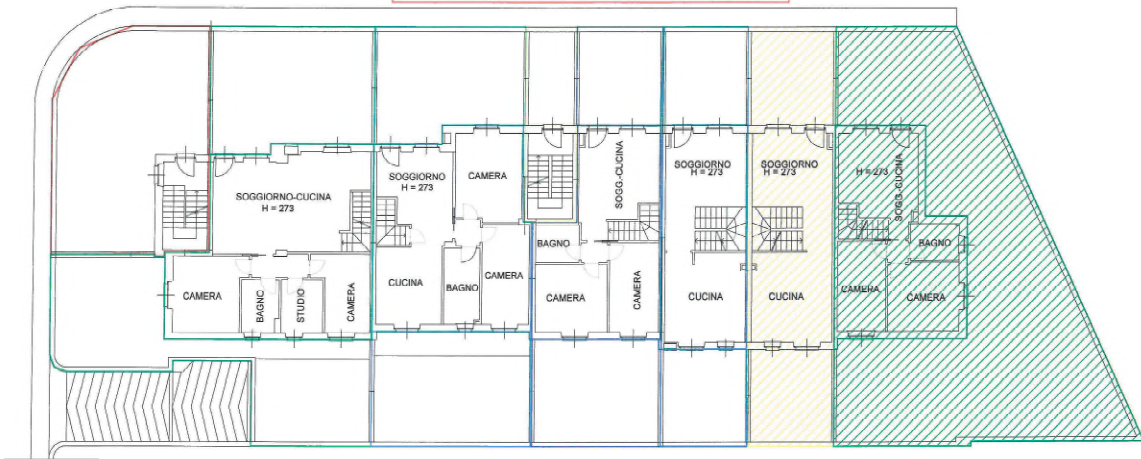 SOGGIORNO-CUCINA
H = 273
CAMERA
BAGNO
STUDIO
CAMERA
SOGGIORNO
H = 273
CAMERA
CUCINA
BAGNO
CAMERA
SOGG.-CUCINA
BAGNO
CAMERA
CAMERA
SOGGIORNO
H = 273
CUCINA
SOGGIORNO
H = 273
CUCINA
H = 273
SOGG.-CUCINA
BAGNO
CAMERA
CAMERA